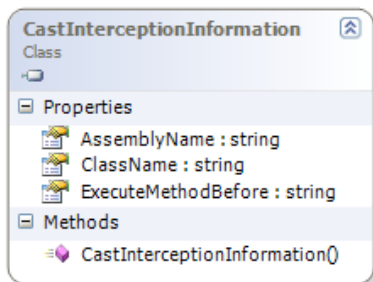 CastInterceptionInformation
Class
Properties
AssemblyName : string
ClassName : string
ExecuteMethodBefore : string
Methods
CastInterceptionInformation()